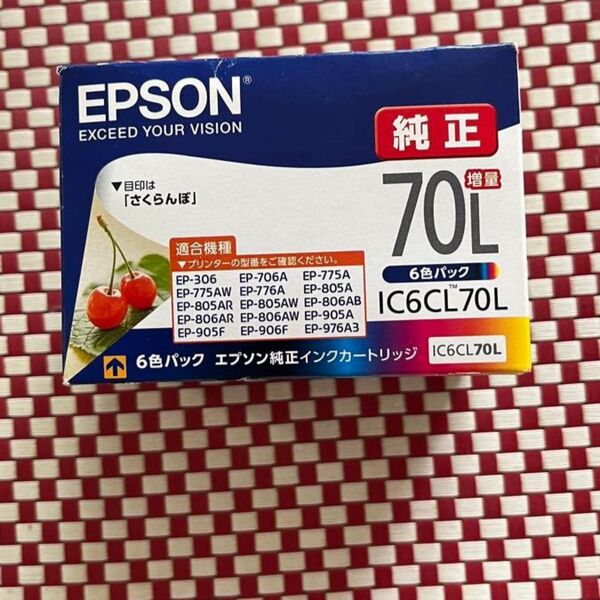 EPSON®
EXCEED YOUR VISION
純正
▼目印は
「さくらんぼ」
70L
増量
適合機種
▼プリンターの型番をご確認ください。
EP-306 EP-706A EP-775A
EP-775AW EP-776A EP-805A
EP-805AR EP-805AW EP-806AB
EP-806AR EP-806AW EP-905A
EP-905F EP-906F EP-976A3
6色パック
IC6CL™70L
6色パック エプソン純正インクカートリッジ
IC6CL70L